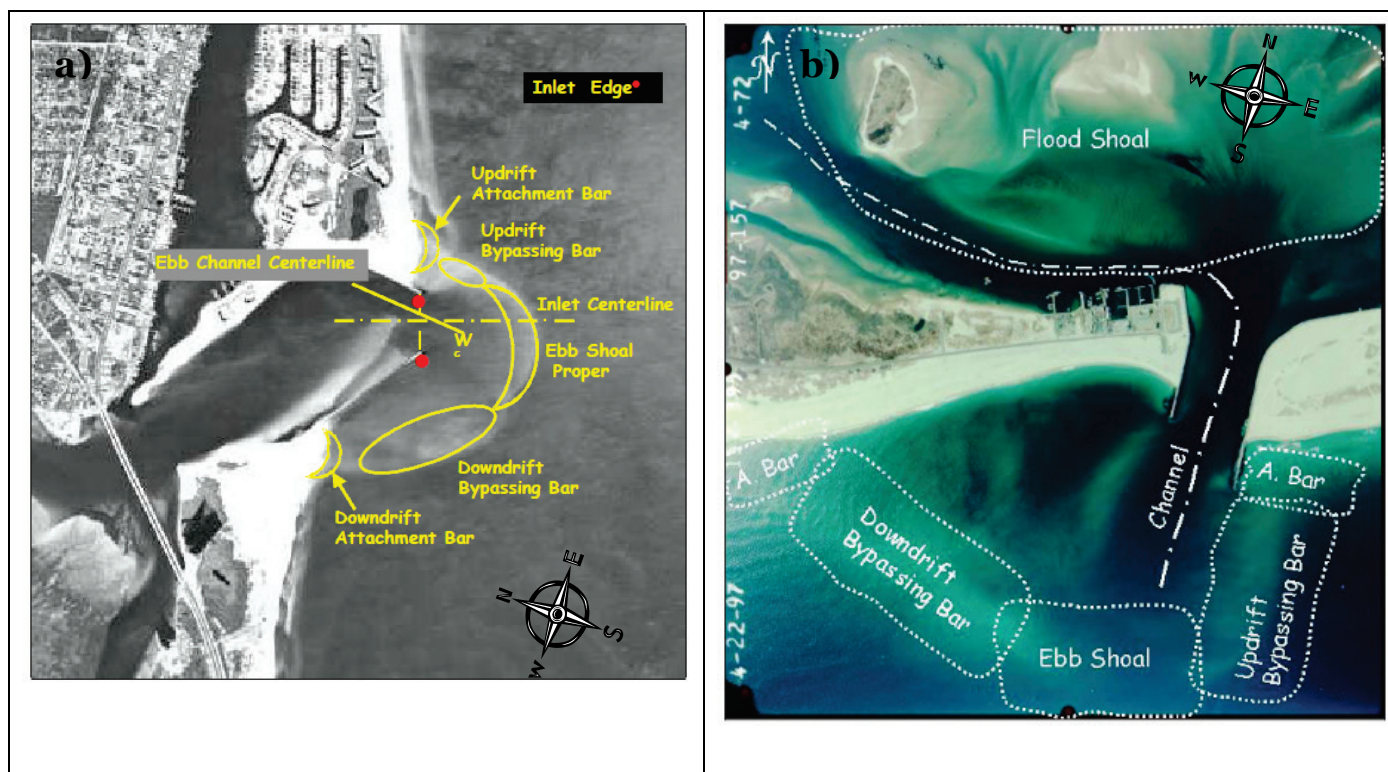 a)
Inlet Edge
Updrift
Attachment Bar
Updrift
Bypassing Bar
Ebb Channel Centerline
Inlet Centerline
W
c
Ebb Shoal
Proper
Downdrift
Bypassing Bar
Downdrift
Attachment Bar
N
E
S
W
b)
4-72
97-157
4-22-97
N
W
E
S
Flood Shoal
Channel
A. Bar
A. Bar
Downdrift
Bypassing Bar
Ebb Shoal
Updrift
Bypassing Bar